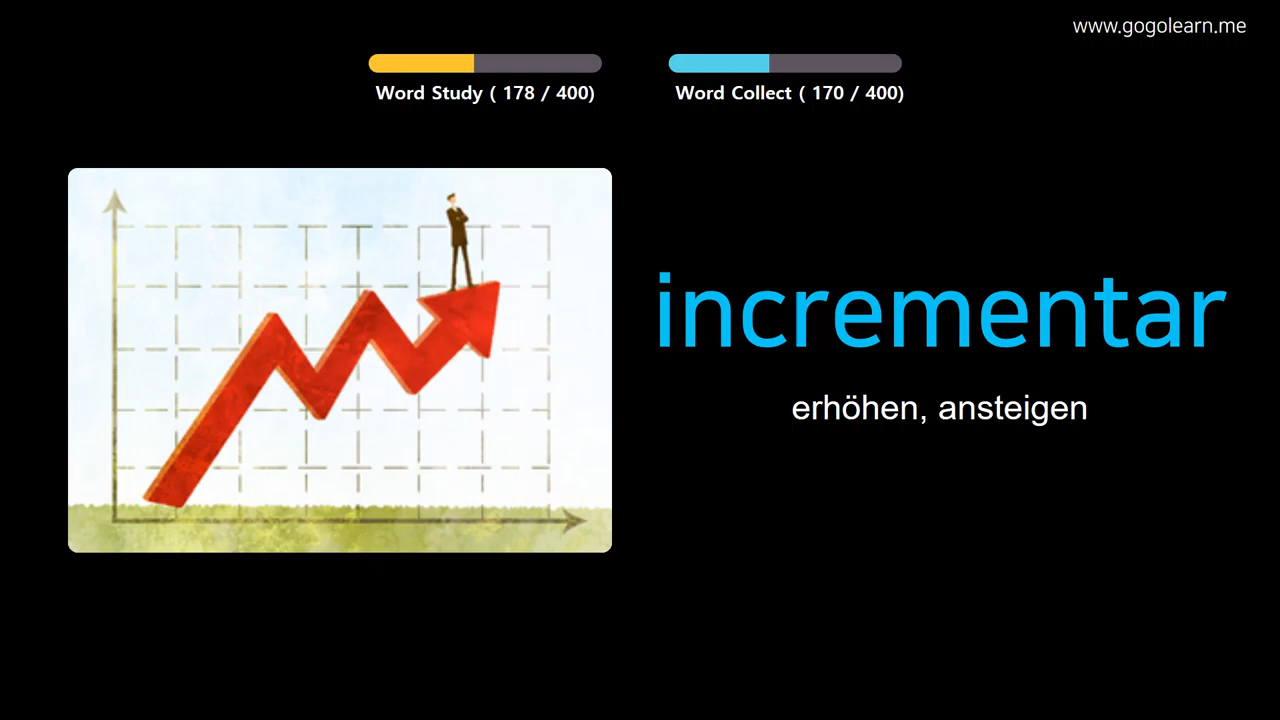 www.gogolearn.me
Word Study ( 178 / 400)
Word Collect ( 170 / 400)
incrementar
erhöhen, ansteigen